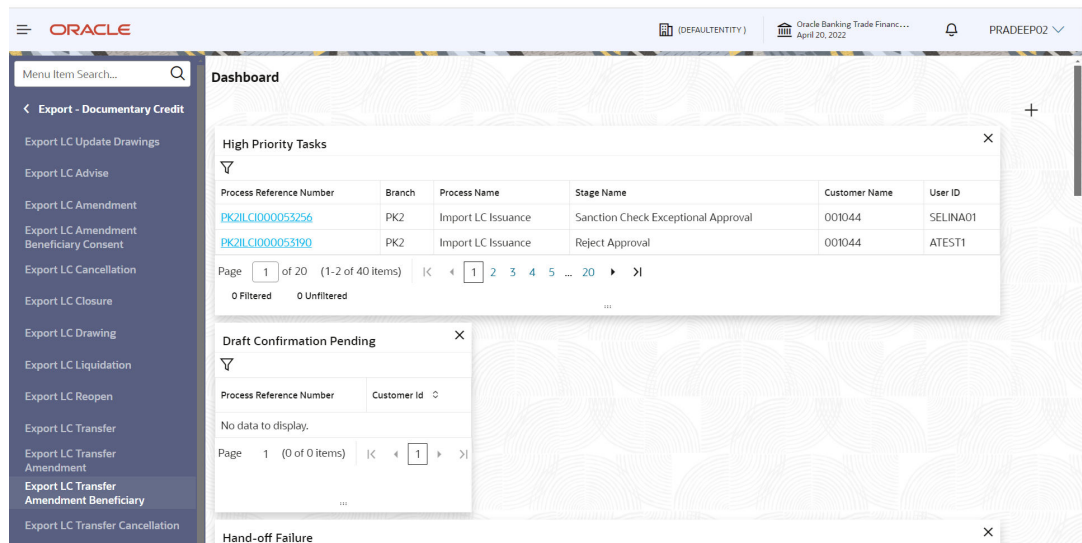 ORACLE
(DEFAULTENTITY)
Oracle Banking Trade Financ...
April 20, 2022
PRADEEP02
Menu Item Search...
Export - Documentary Credit
Export LC Update Drawings
Export LC Advise
Export LC Amendment
Export LC Amendment
Beneficiary Consent
Export LC Cancellation
Export LC Closure
Export LC Drawing
Export LC Liquidation
Export LC Reopen
Export LC Transfer
Export LC Transfer
Amendment
Export LC Transfer
Amendment Beneficiary
Export LC Transfer Cancellation
Dashboard
High Priority Tasks
Process Reference Number Branch Process Name Stage Name Customer Name User ID
PK2ILCI000053256 PK2 Import LC Issuance Sanction Check Exceptional Approval 001044 SELINA01
PK2ILCI000053190 PK2 Import LC Issuance Reject Approval 001044 ATEST1
Page 1 of 20 (1-2 of 40 items) 1 2 3 4 5 ... 20
0 Filtered 0 Unfiltered
Draft Confirmation Pending
Process Reference Number Customer Id
No data to display.
Page 1 (0 of 0 items) 1
Hand-off Failure